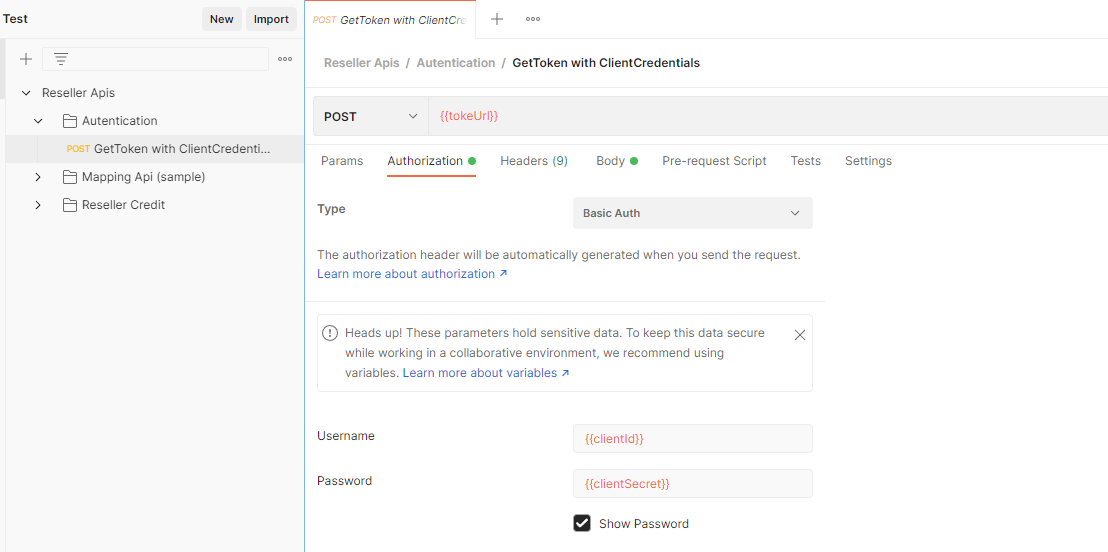 Test
New
Import
Reseller Apis
Autentication
POST GetToken with ClientCredenti...
Mapping Api (sample)
Reseller Credit
POST GetToken with ClientCre
Reseller Apis / Autentication / GetToken with ClientCredentials
POST
{{tokeUrl}}
Params
Authorization
Headers (9)
Body
Pre-request Script
Tests
Settings
Type
Basic Auth
The authorization header will be automatically generated when you send the request.
Learn more about authorization ↗
Heads up! These parameters hold sensitive data. To keep this data secure
while working in a collaborative environment, we recommend using
variables. Learn more about variables ↗
Username
{{clientId}}
Password
{{clientSecret}}
Show Password